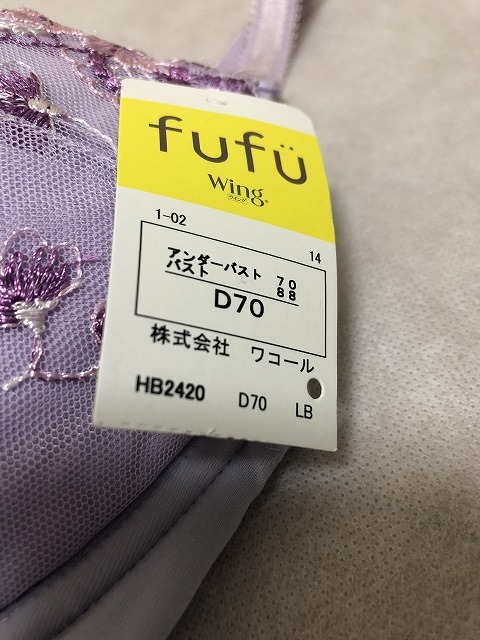 fufü
Wing®
ウイング
1-02 14
アンダーバスト 70
バスト 88
D70
株式会社 ワコール
HB2420 D70 LB